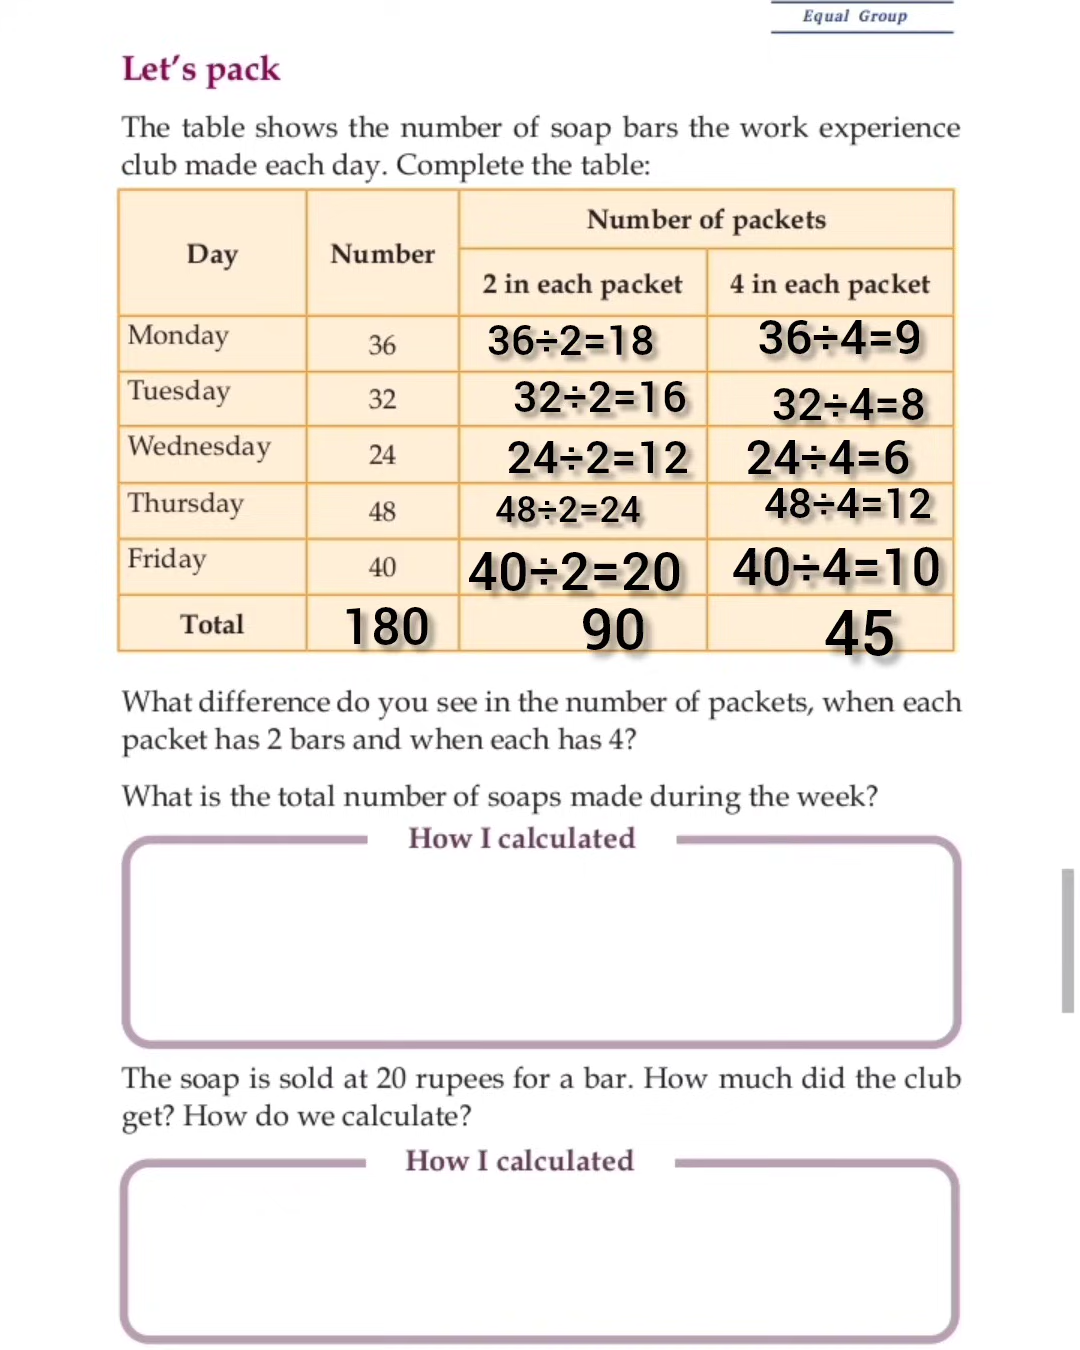 Equal Group
Let's pack
The table shows the number of soap bars the work experience
club made each day. Complete the table:
Day
Number
Number of packets
2 in each packet
4 in each packet
Monday 36 36÷2=18 36÷4=9
Tuesday 32 32÷2=16 32÷4=8
Wednesday 24 24÷2=12 24÷4=6
Thursday 48 48÷2=24 48÷4=12
Friday 40 40÷2=20 40÷4=10
Total 180 90 45
What difference do you see in the number of packets, when each
packet has 2 bars and when each has 4?
What is the total number of soaps made during the week?
How I calculated
The soap is sold at 20 rupees for a bar. How much did the club
get? How do we calculate?
How I calculated